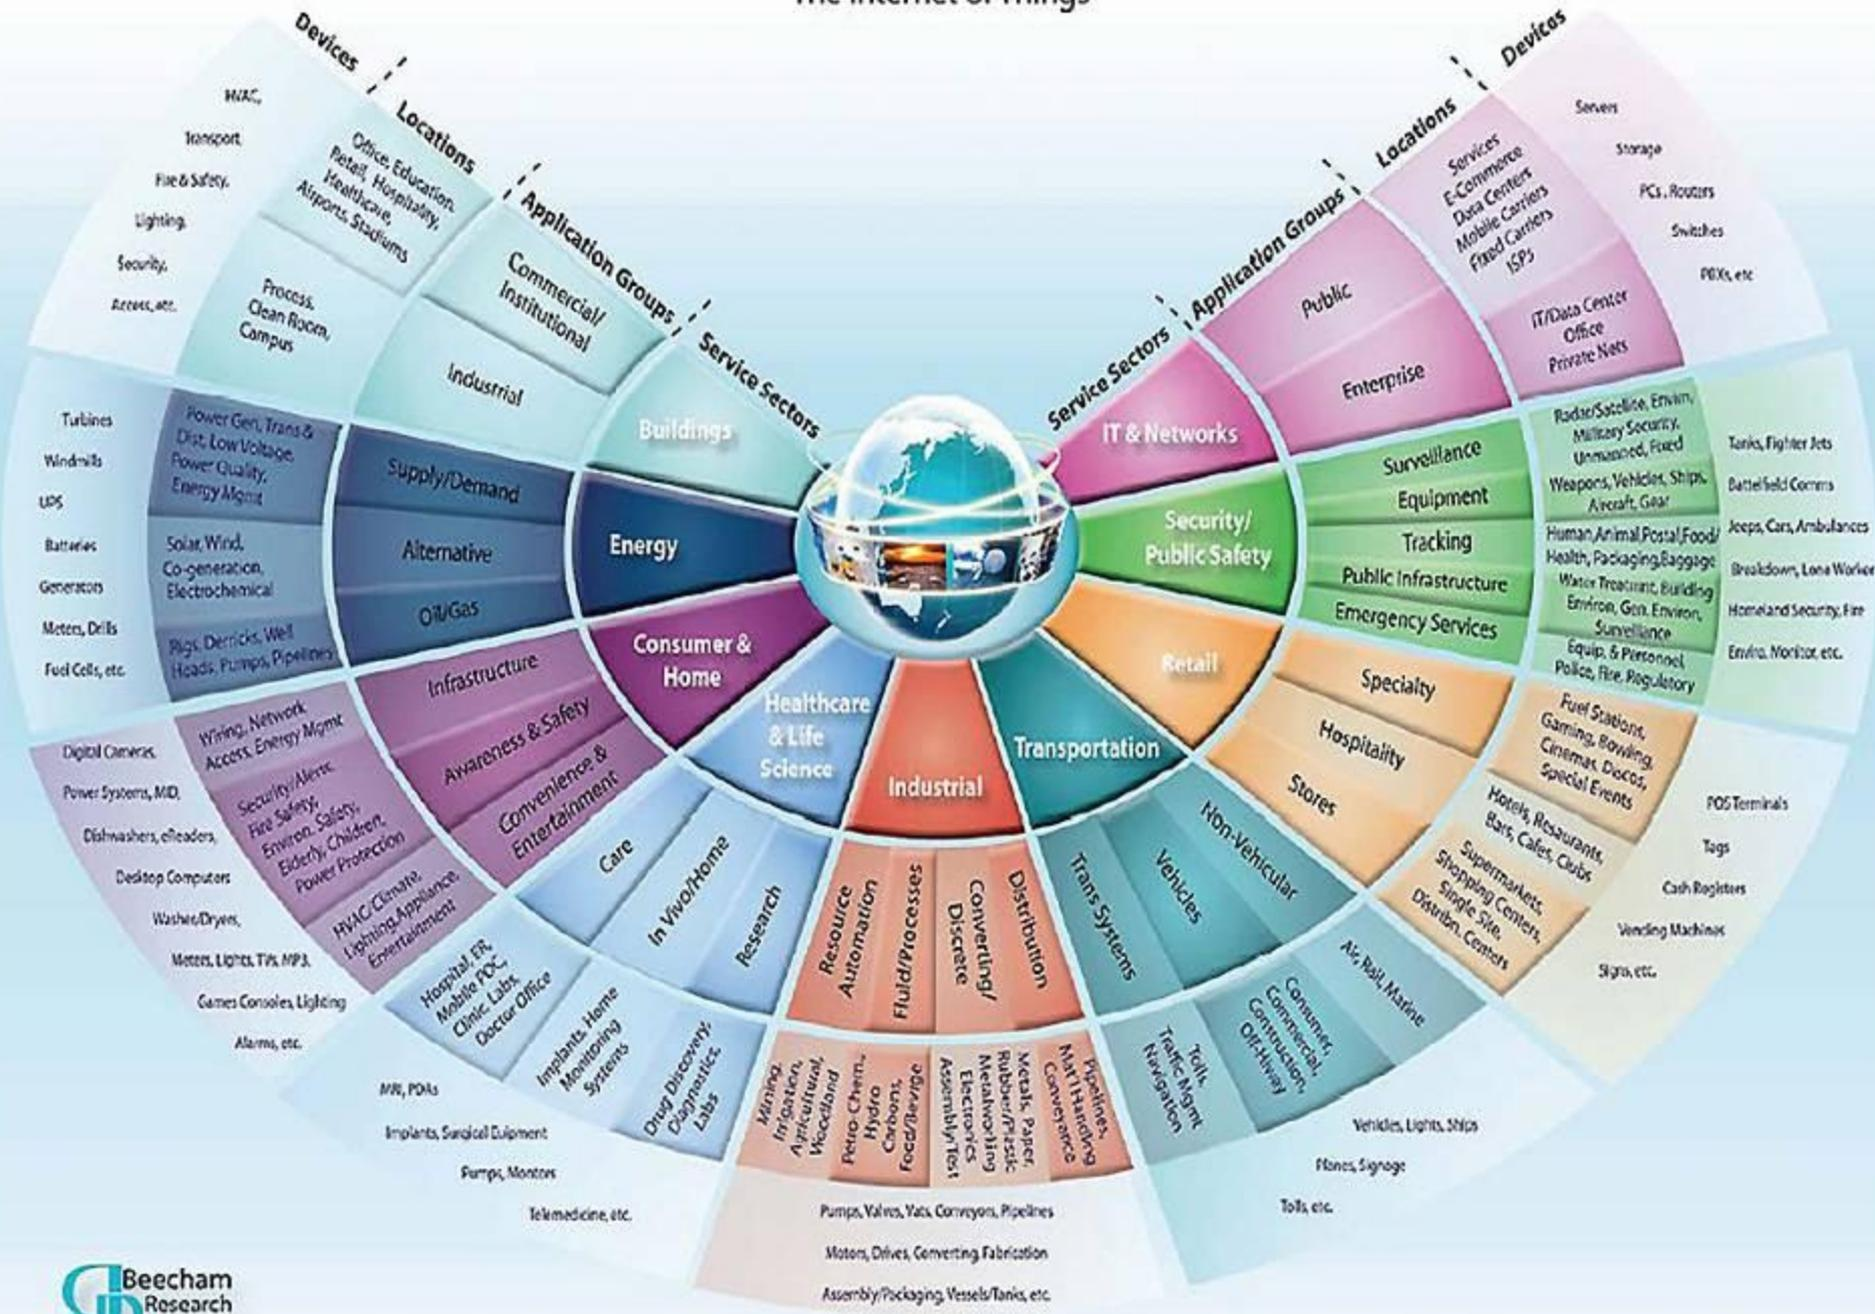 The Internet of Things
Devices
Locations
Application Groups
Service Sectors
Service Sectors
Application Groups
Locations
Devices
HVAC,
Transport,
Fire & Safety,
Lighting,
Security,
Access, etc.
Office, Education,
Retail, Hospitality,
Healthcare,
Airports, Stadiums
Process,
Clean Room,
Campus
Commercial/
Institutional
Industrial
Buildings
Turbines
Windmills
UPS
Batteries
Generators
Meters, Drills
Fuel Cells, etc.
Power Gen, Trans &
Dist, Low Voltage,
Power Quality,
Energy Mgmt
Solar, Wind,
Co-generation,
Electrochemical
Rigs, Derricks, Well
Heads, Pumps, Pipelines
Supply/Demand
Alternative
Oil/Gas
Energy
Digital Cameras,
Power Systems, MID,
Dishwashers, eReaders,
Desktop Computers
Washer/Dryers,
Meters, Lights, TVs, MP3,
Games Consoles, Lighting
Alarms, etc.
Wiring, Network
Access, Energy Mgmt
Security/Alerts
Fire Safety,
Environ. Safety,
Elderly, Children,
Power Protection
HVAC/Climate,
Lighting,Appliance,
Entertainment
Infrastructure
Awareness & Safety
Convenience &
Entertainment
Consumer &
Home
MRI, PDAs
Implants, Surgical Euipment
Pumps, Monitors
Telemedicine, etc.
Hospital, ER,
Mobile POC,
Clinic, Labs,
Doctor Office
Implants, Home
Monitoring
Systems
Drug Discovery,
Diagnostics,
Labs
Care
In Vivo/Home
Research
Healthcare
& Life
Science
Industrial
Resource
Automation
Fluid/Processes
Converting/
Discrete
Distribution
Mining,
Irrigation,
Agricultural,
Woodland
Petro-Chem,
Hydro
Carbons,
Food/Bevrge
Metals, Paper,
Rubber/Plastic
Metalworking
Electronics
Assembly/Test
Pipelines,
Mat'l Handling
Conveyance
Pumps, Valves, Vats, Conveyors, Pipelines
Motors, Drives, Converting, Fabrication
Assembly/Packaging, Vessels/Tanks, etc.
Transportation
Trans Systems
Vehicles
Non-Vehicular
Tolls,
Traffic Mgmt
Navigation
Consumer,
Commercial,
Construction,
Off-Hiway
Air, Rail, Marine
Vehicles, Lights, Ships
Planes, Signage
Tolls, etc.
Retail
Specialty
Hospitality
Stores
Fuel Stations,
Gaming, Bowling,
Cinemas, Discos,
Special Events
Hotels, Resaurants,
Bars, Cafes, Clubs
Supermarkets,
Shopping Centers,
Single Site,
Distribn. Centers
POS Terminals
Tags
Cash Registers
Vending Machines
Signs, etc.
Security/
Public Safety
Surveillance
Equipment
Tracking
Public Infrastructure
Emergency Services
Radar/Satellite, Environ,
Military Security,
Unmanned, Fixed
Weapons, Vehicles, Ships,
Aircraft, Gear
Human,Animal,Postal,Food/
Health, Packaging,Baggage
Water Treatmnt, Building
Environ, Gen. Environ,
Surveillance
Equip, & Personnel,
Police, Fire, Regulatory
Tanks, Fighter Jets
Battelfield Comms
Jeeps, Cars, Ambulances
Breakdown, Lone Worker
Homeland Security, Fire
Enviro. Monitor, etc.
IT & Networks
Public
Enterprise
Services
E-Commerce
Data Centers
Mobile Carriers
Fixed Carriers
ISPs
IT/Data Center
Office
Private Nets
Servers
Storage
PCs, Routers
Switches
PBXs, etc
Beecham
Research